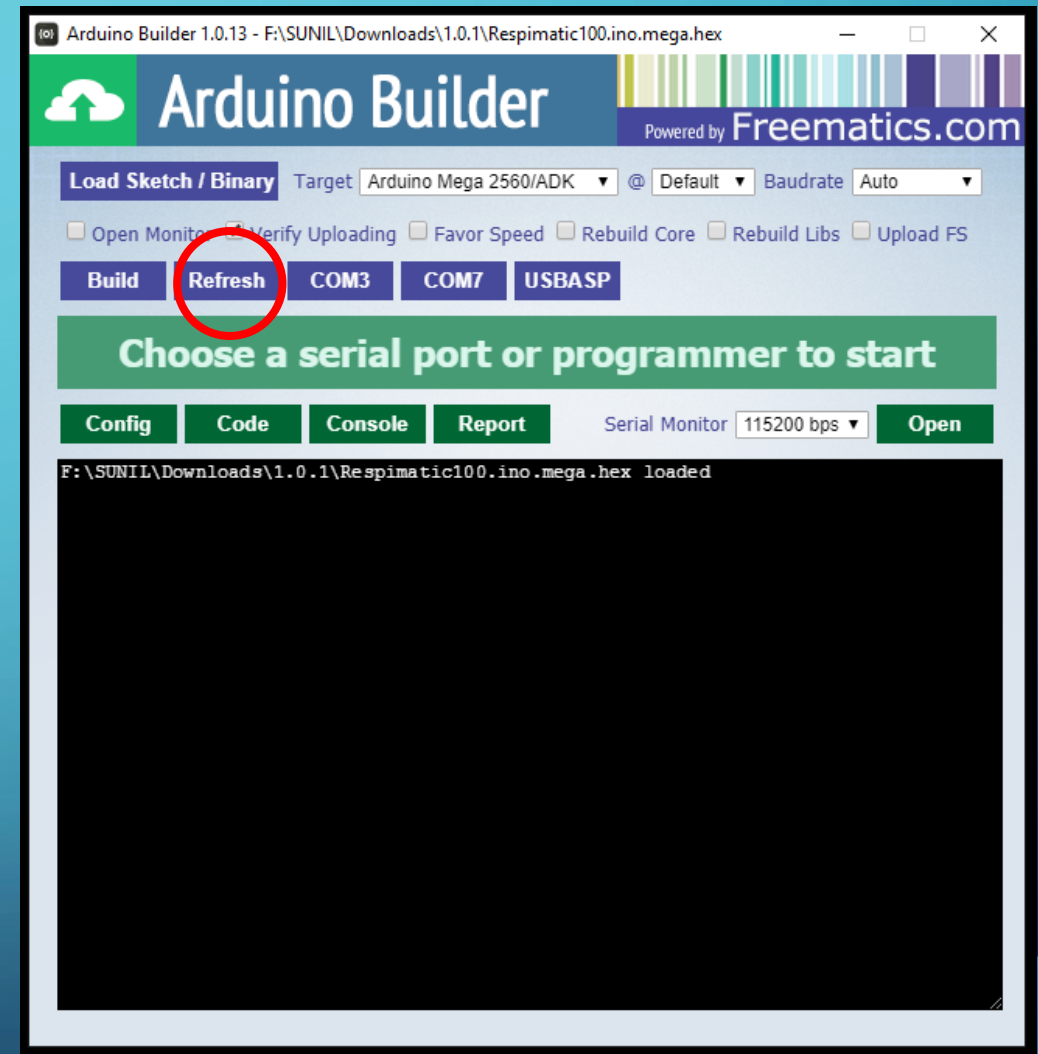 Arduino Builder 1.0.13 - F:\SUNIL\Downloads\1.0.1\Respimatic100.ino.mega.hex
Arduino Builder
Powered by Freematics.com
Load Sketch / Binary Target Arduino Mega 2560/ADK @ Default Baudrate Auto
Open Monitor Verify Uploading Favor Speed Rebuild Core Rebuild Libs Upload FS
Build Refresh COM3 COM7 USBASP
Choose a serial port or programmer to start
Config Code Console Report Serial Monitor 115200 bps Open
F:\SUNIL\Downloads\1.0.1\Respimatic100.ino.mega.hex loaded